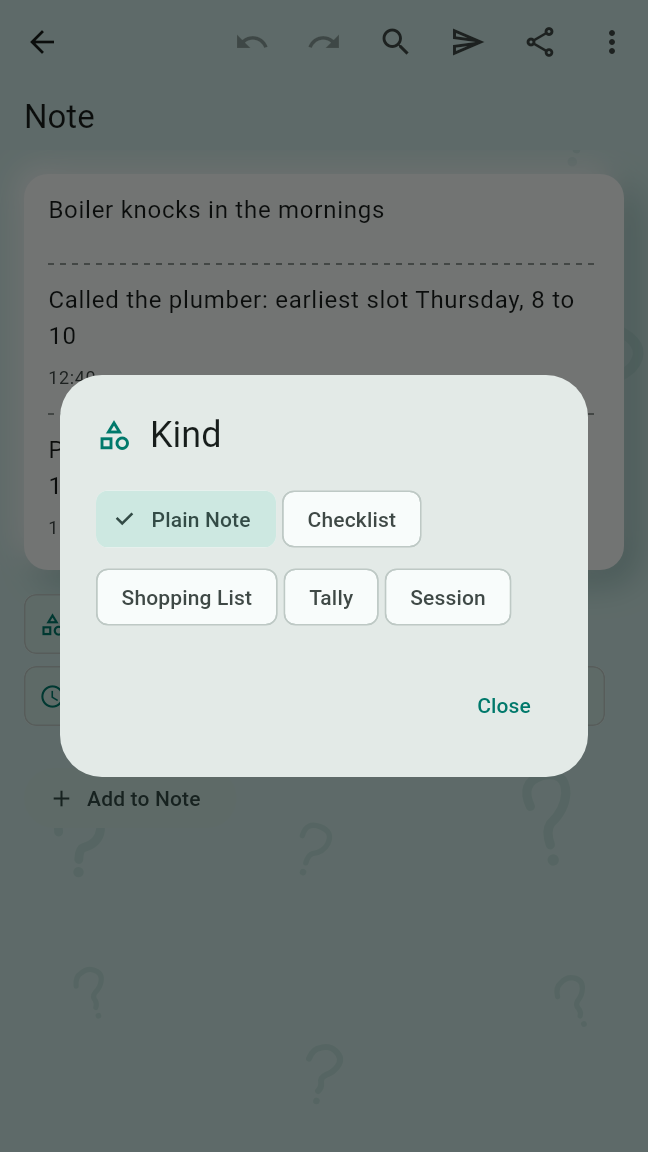 Note
Boiler knocks in the mornings
Called the plumber: earliest slot Thursday, 8 to
10
Kind
Plain Note
Checklist
Shopping List
Tally
Session
Close
Add to Note